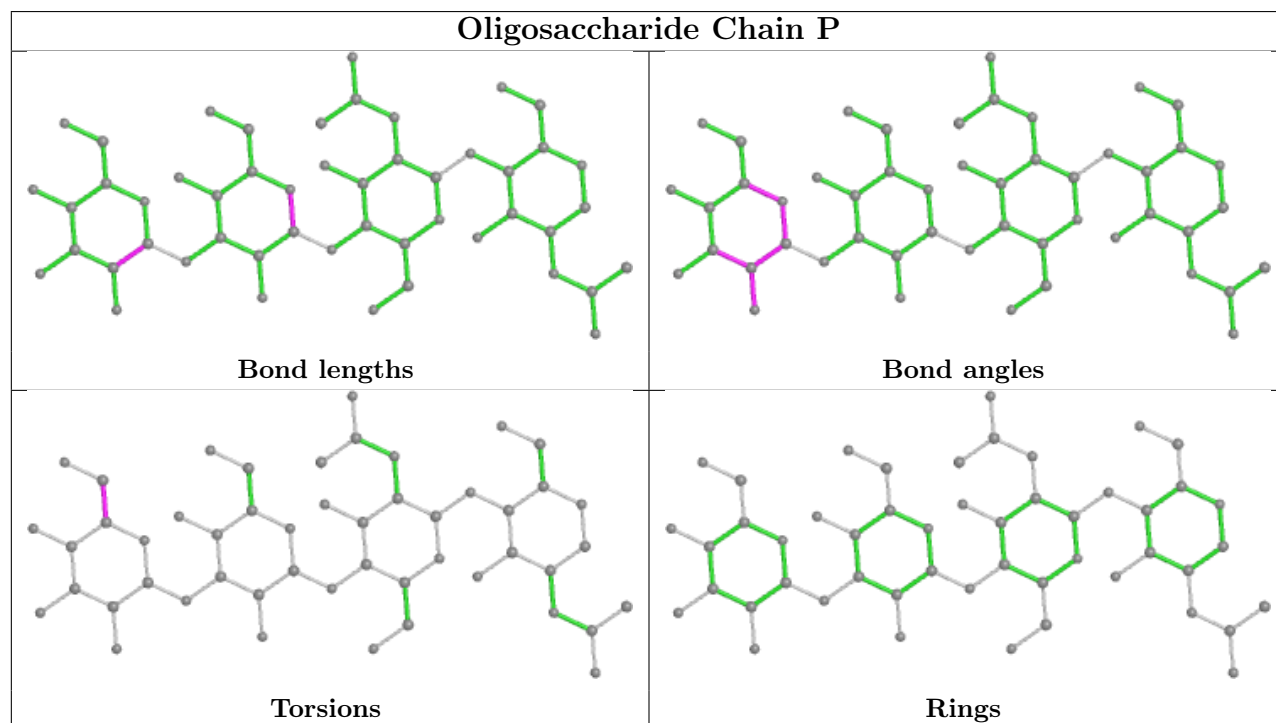 Oligosaccharide Chain P
Bond lengths
Bond angles
Torsions
Rings